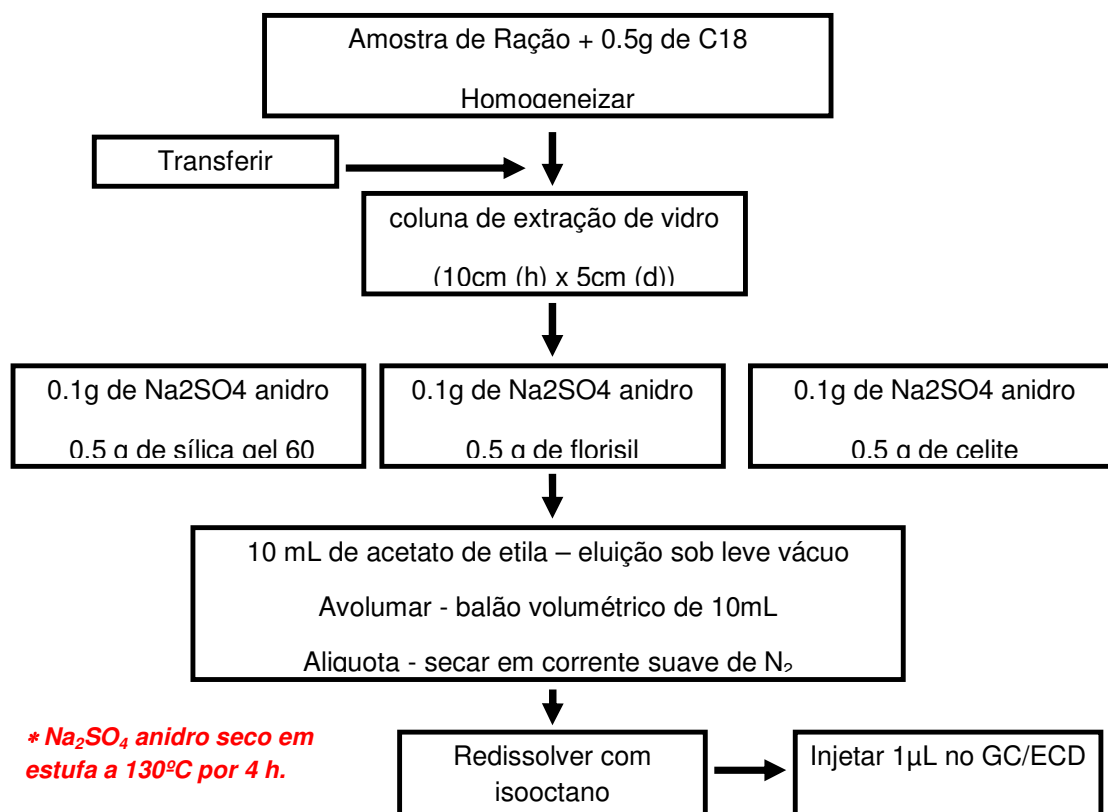 Amostra de Ração + 0.5g de C18
Homogeneizar
Transferir
coluna de extração de vidro
(10cm (h) x 5cm (d))
0.1g de Na2SO4 anidro
0.5 g de sílica gel 60
0.1g de Na2SO4 anidro
0.5 g de florisil
0.1g de Na2SO4 anidro
0.5 g de celite
10 mL de acetato de etila – eluição sob leve vácuo
Avolumar - balão volumétrico de 10mL
Aliquota - secar em corrente suave de N₂
* Na₂SO₄ anidro seco em
estufa a 130ºC por 4 h.
Redissolver com
isooctano
Injetar 1µL no GC/ECD